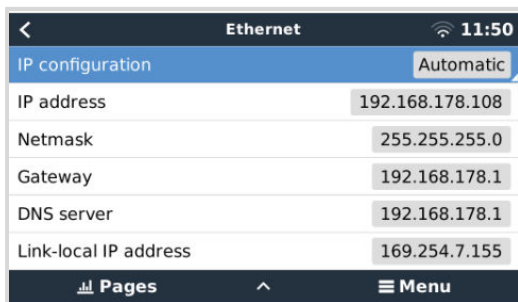 Ethernet 11:50
IP configuration Automatic
IP address 192.168.178.108
Netmask 255.255.255.0
Gateway 192.168.178.1
DNS server 192.168.178.1
Link-local IP address 169.254.7.155
Pages Menu